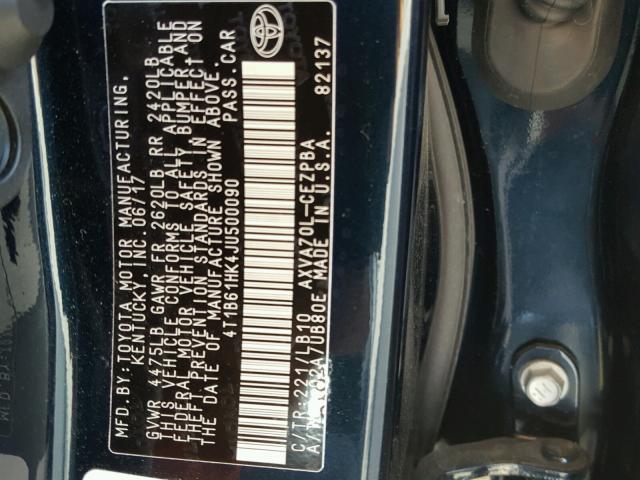 MFD. BY: TOYOTA MOTOR MANUFACTURING,
KENTUCKY, INC. 06/17
GVWR 4475LB GAWR FR 2620LB RR 2420LB
THIS VEHICLE CONFORMS TO ALL APPLICABLE
FEDERAL MOTOR VEHICLE SAFETY, BUMPER, AND
THEFT PREVENTION STANDARDS IN EFFECT ON
THE DATE OF MANUFACTURE SHOWN ABOVE.
4T1B61HK4JU500090 PASS. CAR
C/TR:221/LB10 AXVA70L-CEZPBA
MADE IN U.S.A. 82137
TOYOTA